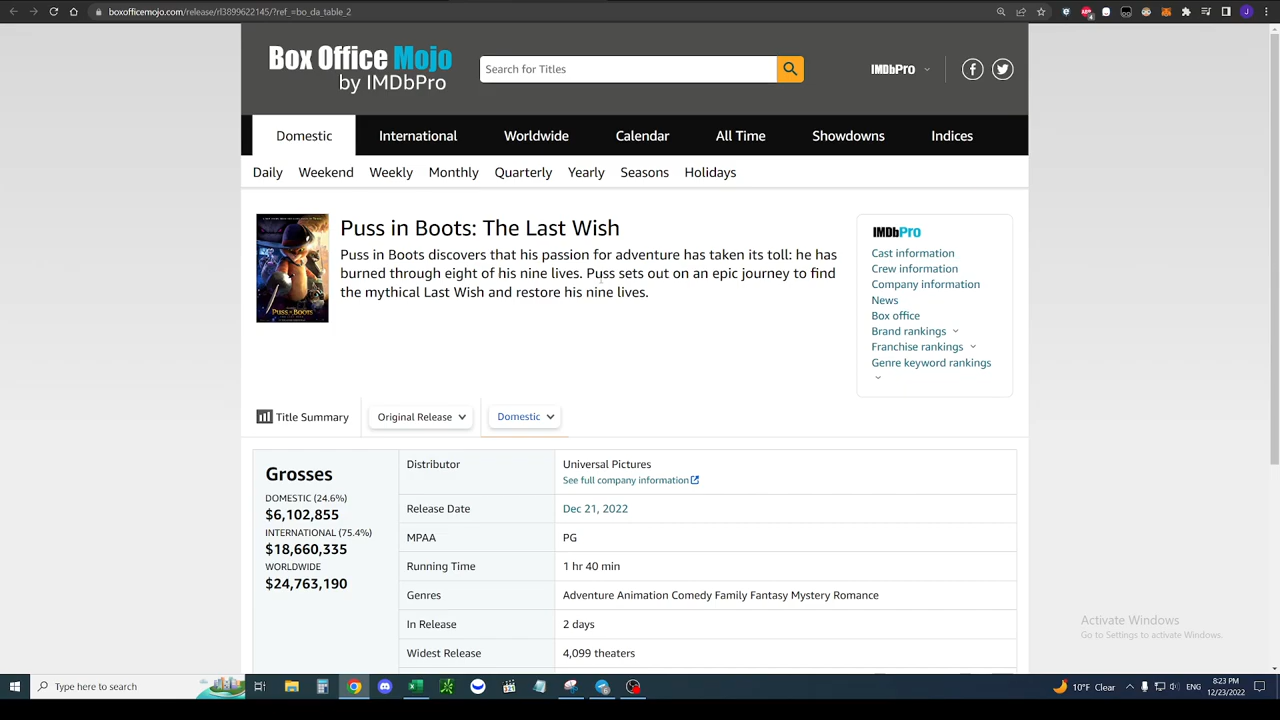 boxofficemojo.com/release/rl3899622145/?ref_=bo_da_table_2
Box Office Mojo
by IMDbPro
Search for Titles
IMDbPro
Domestic
International
Worldwide
Calendar
All Time
Showdowns
Indices
Daily
Weekend
Weekly
Monthly
Quarterly
Yearly
Seasons
Holidays
Puss in Boots: The Last Wish
Puss in Boots discovers that his passion for adventure has taken its toll: he has
burned through eight of his nine lives. Puss sets out on an epic journey to find
the mythical Last Wish and restore his nine lives.
PUSS IN BOOTS
IMDbPro
Cast information
Crew information
Company information
News
Box office
Brand rankings
Franchise rankings
Genre keyword rankings
Title Summary
Original Release
Domestic
Grosses
DOMESTIC (24.6%)
$6,102,855
INTERNATIONAL (75.4%)
$18,660,335
WORLDWIDE
$24,763,190
Distributor
Universal Pictures
See full company information
Release Date
Dec 21, 2022
MPAA
PG
Running Time
1 hr 40 min
Genres
Adventure Animation Comedy Family Fantasy Mystery Romance
In Release
2 days
Widest Release
4,099 theaters
Activate Windows
Go to Settings to activate Windows.
Type here to search
10°F Clear
ENG
8:23 PM
12/23/2022